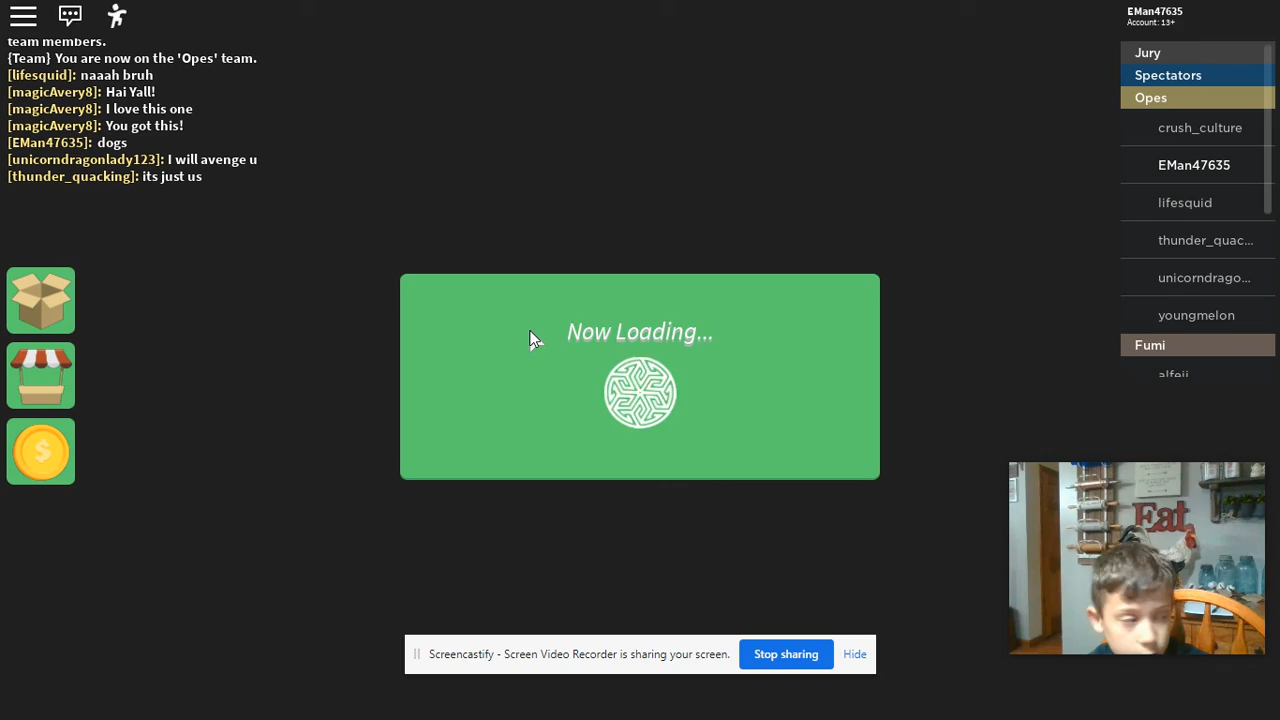 EMan47635
Account: 13+
team members.
{Team} You are now on the 'Opes' team.
[lifesquid]: naaah bruh
[magicAvery8]: Hai Yall!
[magicAvery8]: I love this one
[magicAvery8]: You got this!
[EMan47635]: dogs
[unicorndragonlady123]: I will avenge u
[thunder_quacking]: its just us
Jury
Spectators
Opes
crush_culture
EMan47635
lifesquid
thunder_quac...
unicorndrago...
youngmelon
Fumi
Now Loading...
Eat
Screencastify - Screen Video Recorder is sharing your screen.
Stop sharing
Hide